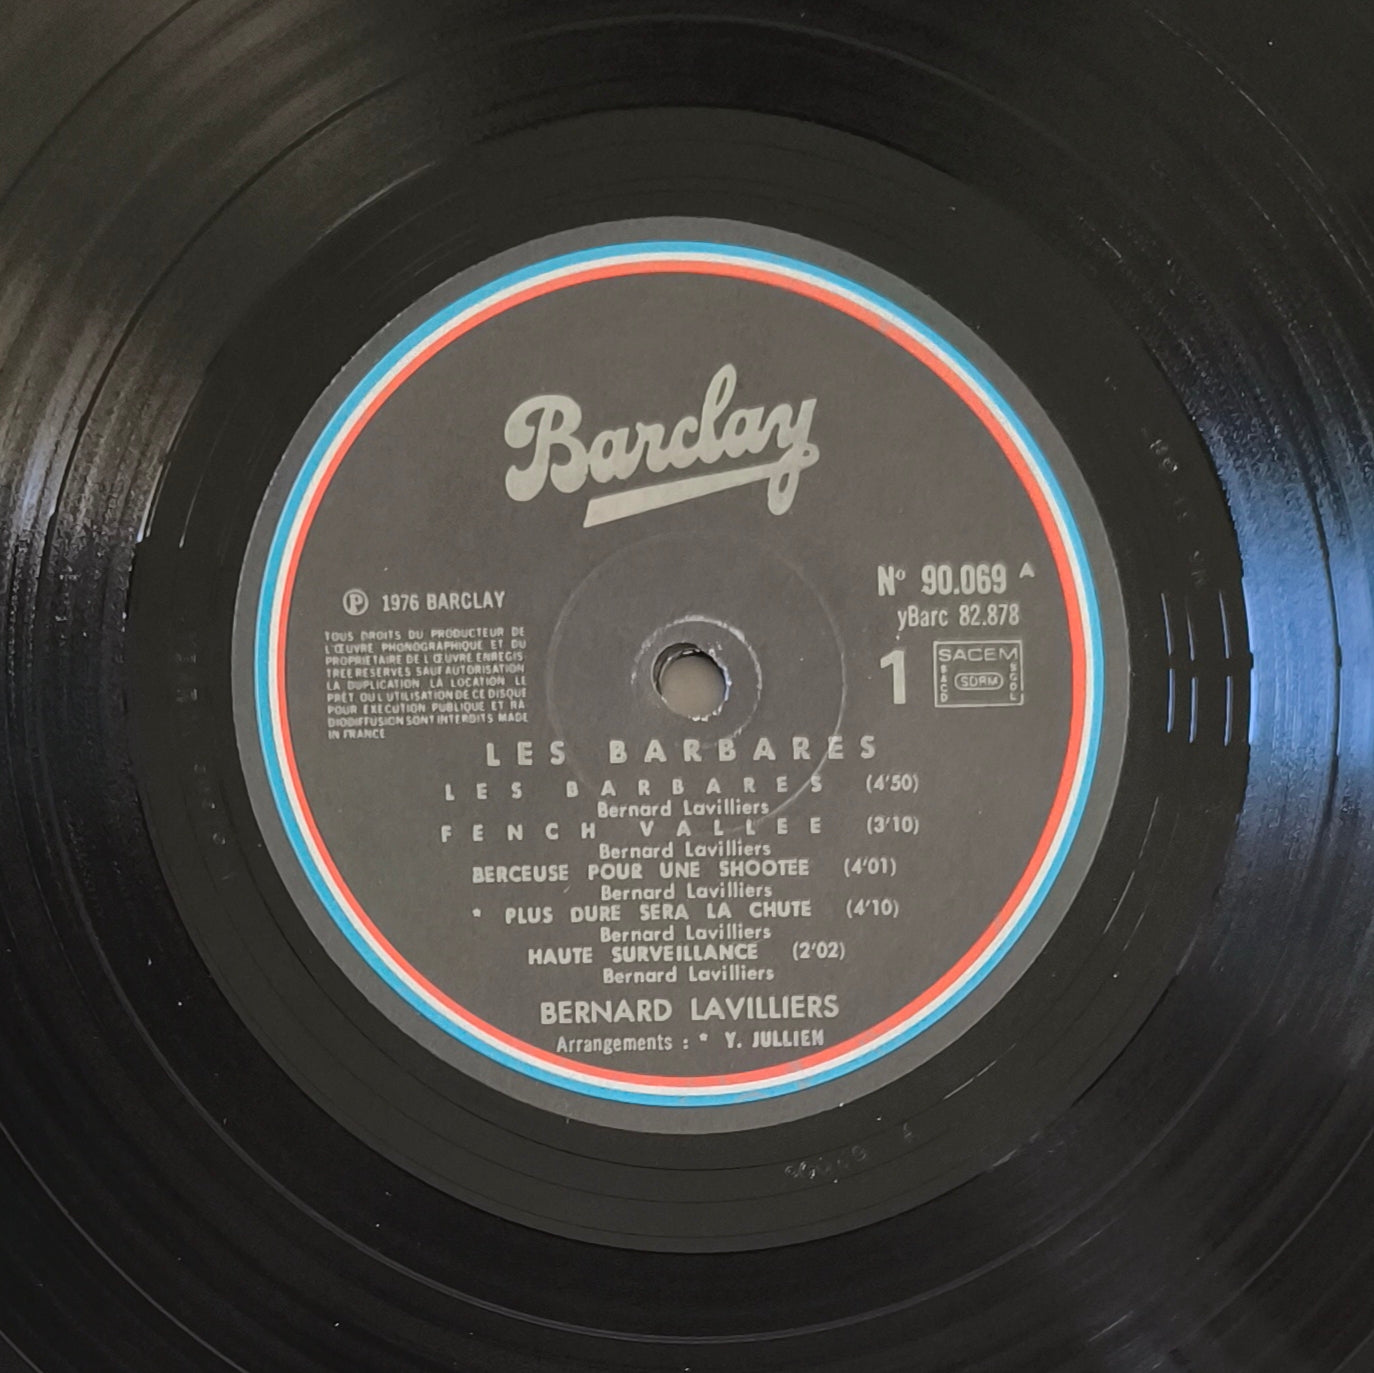 Barclay
Nº 90.069 A
yBarc 82.878
1
SACEM
SACD
SDRM
SGDL
Ⓟ 1976 BARCLAY
TOUS DROITS DU PRODUCTEUR DE
L'ŒUVRE PHONOGRAPHIQUE ET DU
PROPRIETAIRE DE L ŒUVRE ENREGIS
TREE RESERVES SAUF AUTORISATION
LA DUPLICATION LA LOCATION LE
PRÊT OU L UTILISATION DE CE DISQUE
POUR EXECUTION PUBLIQUE ET RA
DIODIFFUSION SONT INTERDITS MADE
IN FRANCE
LES BARBARES
LES BARBARES (4'50)
Bernard Lavilliers
FENCH VALLEE (3'10)
Bernard Lavilliers
BERCEUSE POUR UNE SHOOTEE (4'01)
Bernard Lavilliers
* PLUS DURE SERA LA CHUTE (4'10)
Bernard Lavilliers
HAUTE SURVEILLANCE (2'02)
Bernard Lavilliers
BERNARD LAVILLIERS
Arrangements : * Y. JULLIEN